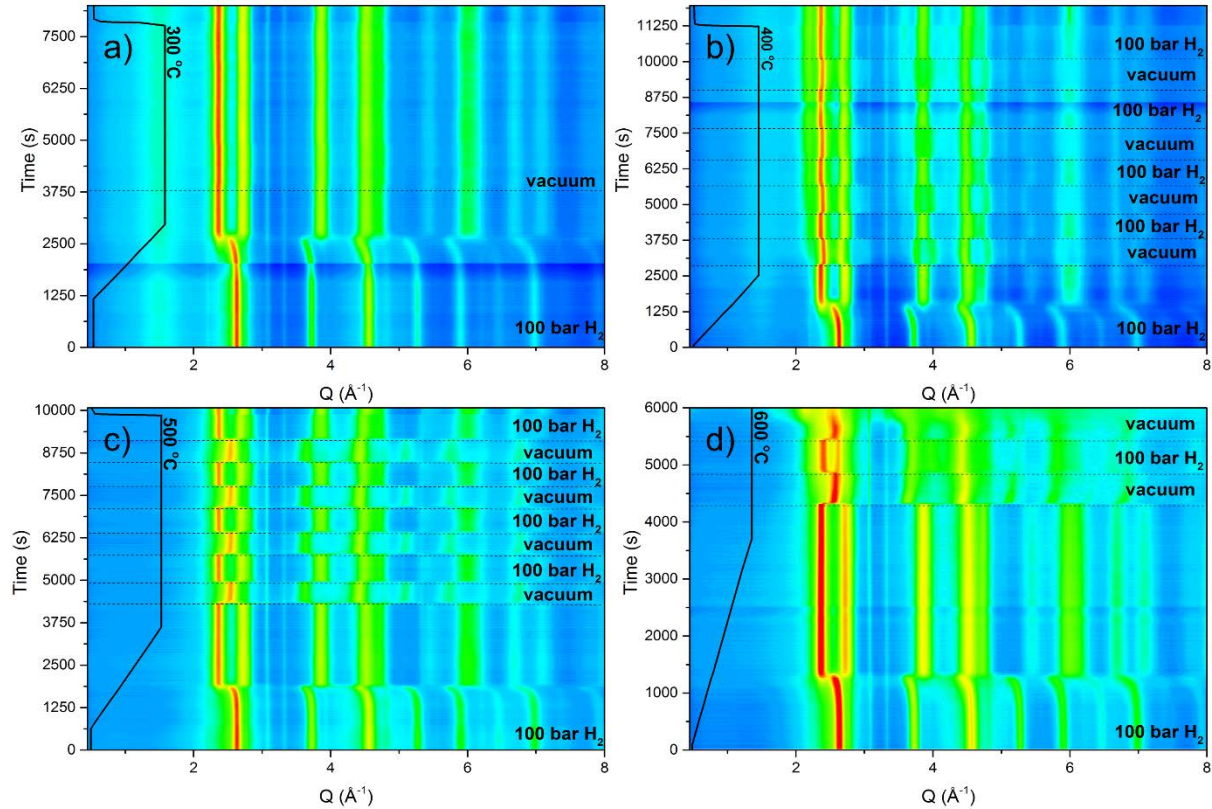 a)
300 °C
7500
6250
5000
3750
2500
1250
0
Time (s)
vacuum
100 bar H₂
2
4
6
8
Q (Å⁻¹)
b)
400 °C
11250
10000
8750
7500
6250
5000
3750
2500
1250
0
Time (s)
100 bar H₂
vacuum
100 bar H₂
vacuum
100 bar H₂
vacuum
100 bar H₂
vacuum
100 bar H₂
2
4
6
8
Q (Å⁻¹)
c)
500 °C
10000
8750
7500
6250
5000
3750
2500
1250
0
Time (s)
100 bar H₂
vacuum
100 bar H₂
vacuum
100 bar H₂
vacuum
100 bar H₂
vacuum
100 bar H₂
2
4
6
8
Q (Å⁻¹)
d)
600 °C
6000
5000
4000
3000
2000
1000
0
Time (s)
vacuum
100 bar H₂
vacuum
100 bar H₂
2
4
6
8
Q (Å⁻¹)